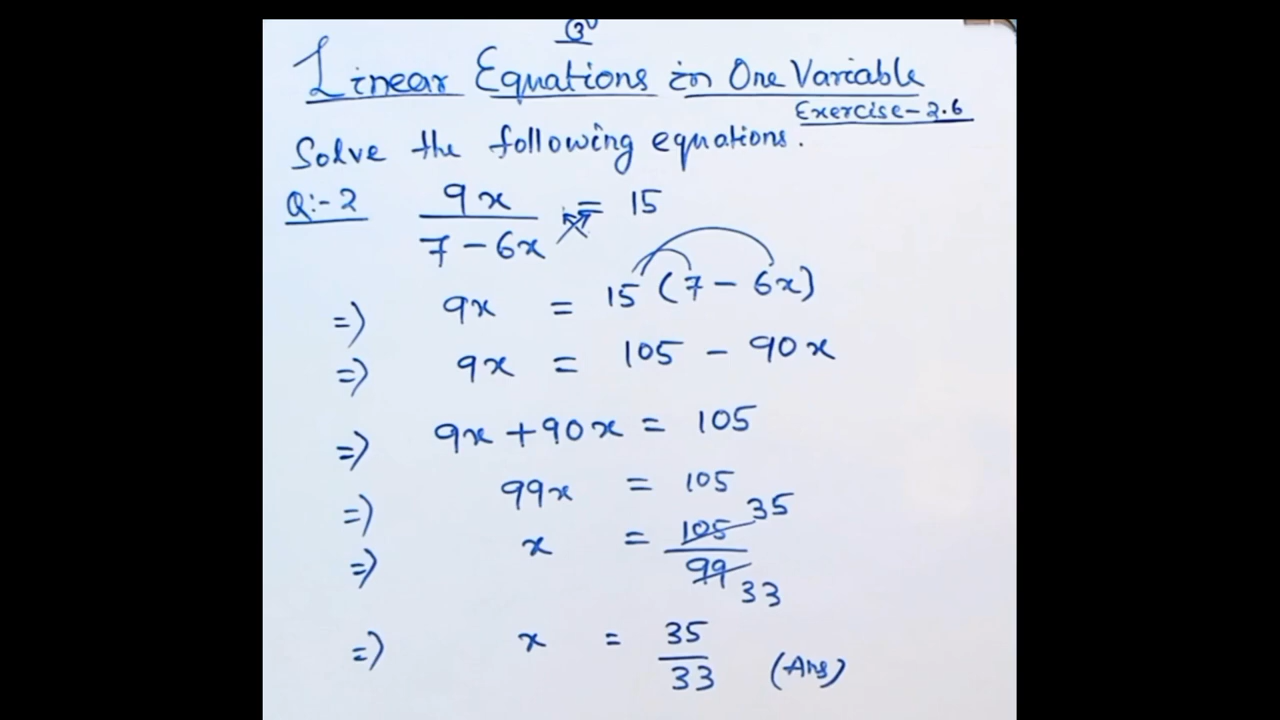 ③
Linear Equations in One Variable
Exercise-2.6
Solve the following equations.
Q:-2 9x / 7-6x = 15
=> 9x = 15 (7-6x)
=> 9x = 105 - 90x
=> 9x + 90x = 105
=> 99x = 105
=> x = 105 / 99 35 33
=> x = 35 / 33 (Ans)